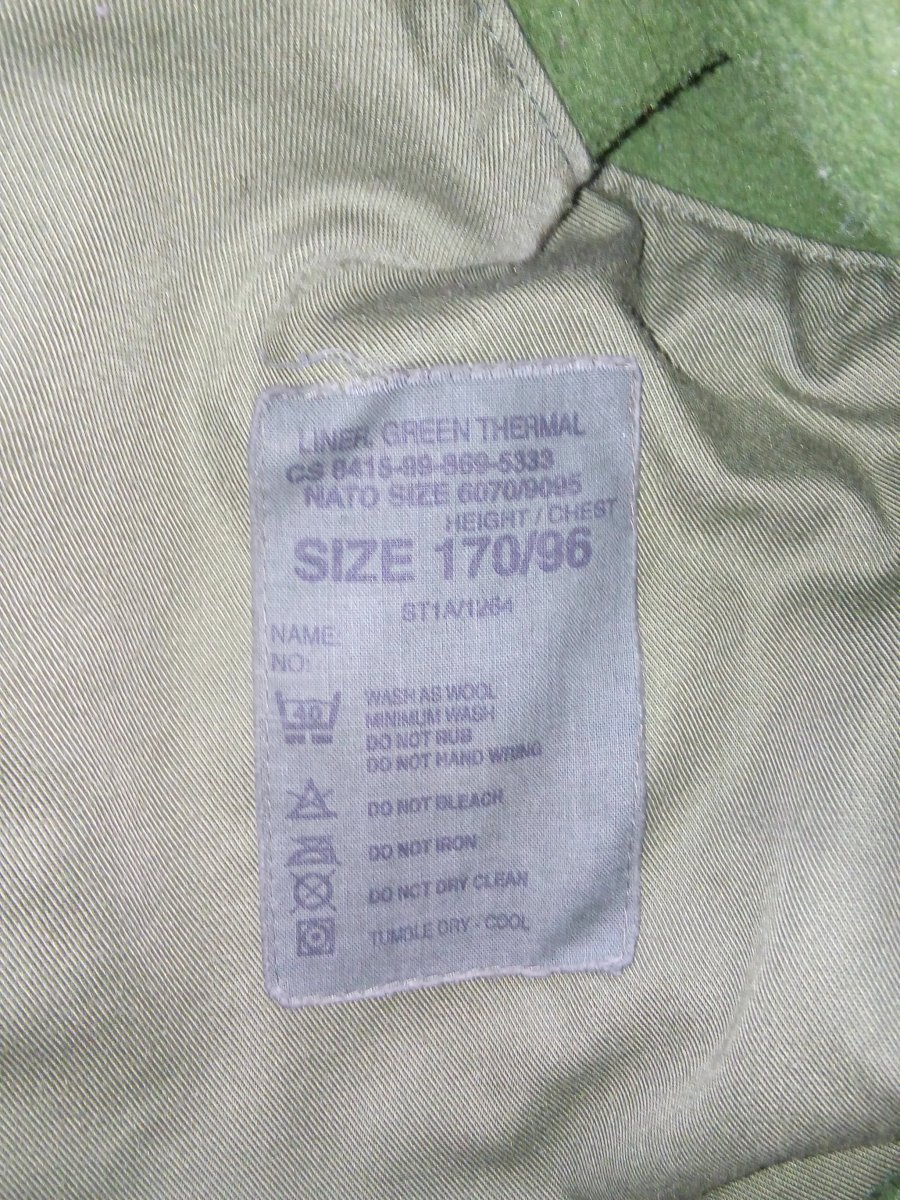 LINER, GREEN THERMAL
CS 8415-99-869-5333
NATO SIZE 6070/9095
HEIGHT / CHEST
SIZE 170/96
ST1A/1264
NAME:
NO:
40
WASH AS WOOL
MINIMUM WASH
DO NOT RUB
DO NOT HAND WRING
DO NOT BLEACH
DO NOT IRON
DO NOT DRY CLEAN
TUMBLE DRY - COOL